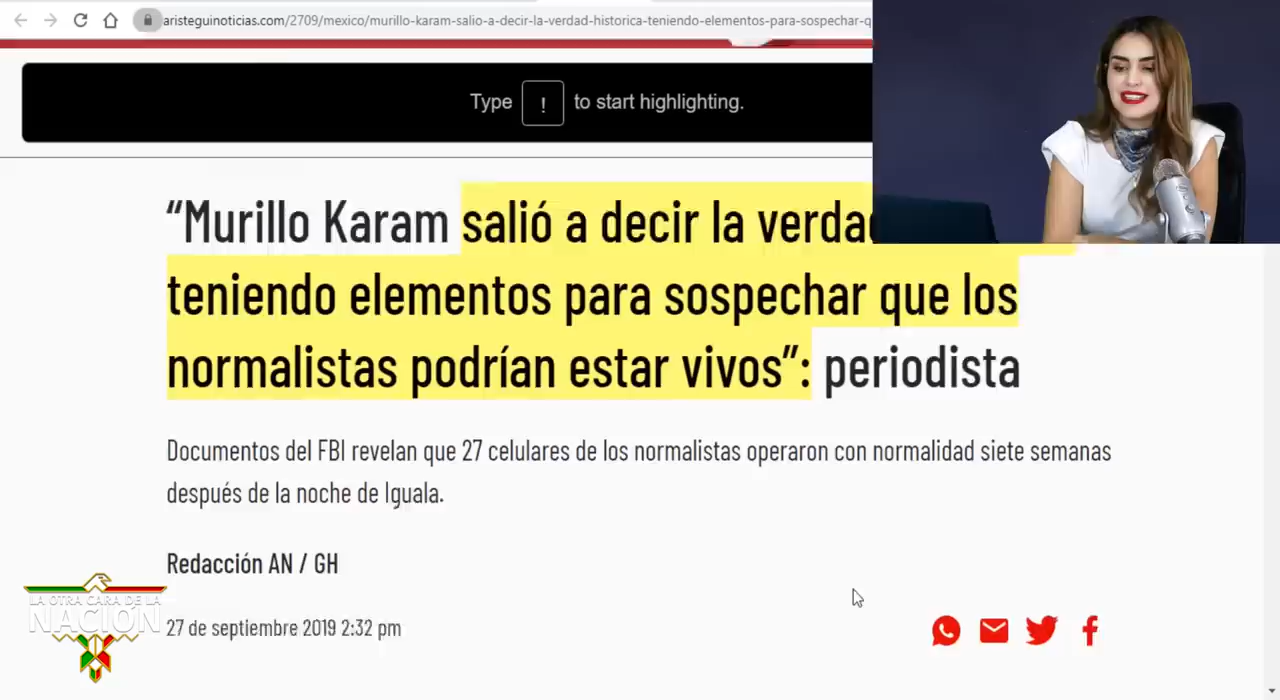 aristeguinoticias.com/2709/mexico/murillo-karam-salio-a-decir-la-verdad-historica-teniendo-elementos-para-sospechar-q
Type ! to start highlighting.
“Murillo Karam salió a decir la
teniendo elementos para sospechar que los
normalistas podrían estar vivos”: periodista
Documentos del FBI revelan que 27 celulares de los normalistas operaron con normalidad siete semanas
después de la noche de Iguala.
Redacción AN / GH
LA OTRA CARA DE LA
NACIÓN
27 de septiembre 2019 2:32 pm